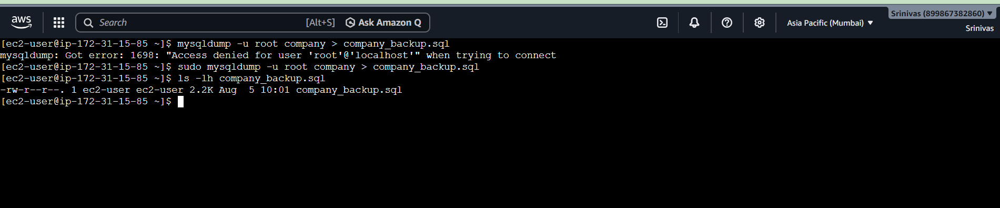 aws
Search [Alt+S] Ask Amazon Q
Asia Pacific (Mumbai) ▼
Srinivas (899867382860) ▼
Srinivas
[ec2-user@ip-172-31-15-85 ~]$ mysqldump -u root company > company_backup.sql
mysqldump: Got error: 1698: "Access denied for user 'root'@'localhost'" when trying to connect
[ec2-user@ip-172-31-15-85 ~]$ sudo mysqldump -u root company > company_backup.sql
[ec2-user@ip-172-31-15-85 ~]$ ls -lh company_backup.sql
-rw-r--r--. 1 ec2-user ec2-user 2.2K Aug  5 10:01 company_backup.sql
[ec2-user@ip-172-31-15-85 ~]$